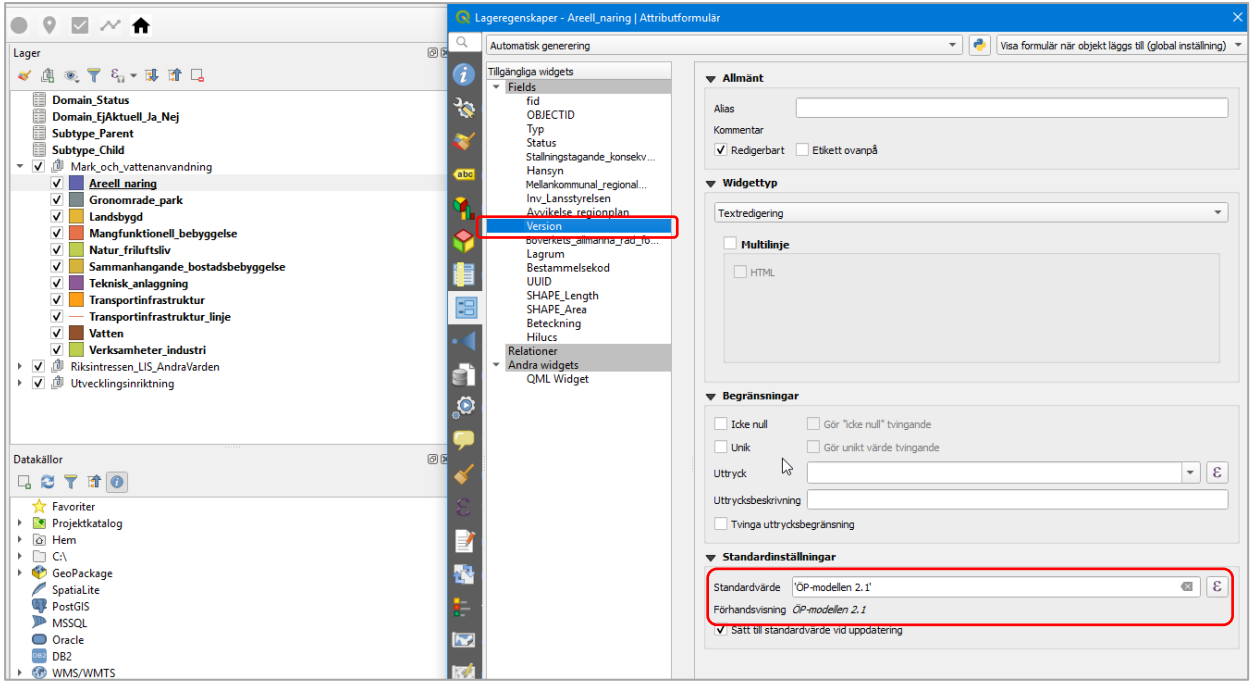 Lager
Domain_Status
Domain_EjAktuell_Ja_Nej
Subtype_Parent
Subtype_Child
Mark_och_vattenanvandning
Areell_naring
Gronomrade_park
Landsbygd
Mangfunktionell_bebyggelse
Natur_friluftsliv
Sammanhangande_bostadsbebyggelse
Teknisk_anlaggning
Transportinfrastruktur
Transportinfrastruktur_linje
Vatten
Verksamheter_industri
Riksintressen_LIS_AndraVarden
Utvecklingsinriktning
Datakällor
Favoriter
Projektkatalog
Hem
C:\
GeoPackage
SpatiaLite
PostGIS
MSSQL
Oracle
DB2
WMS/WMTS
Lageregenskaper - Areell_naring | Attributformulär
Automatisk generering
Visa formulär när objekt läggs till (global inställning)
abc
Tillgängliga widgets
Fields
fid
OBJECTID
Typ
Status
Stallningstagande_konsekv...
Hansyn
Mellankommunal_regional...
Inv_Lansstyrelsen
Avvikelse_regionplan
Version
Boverkets_allmanna_rad_fo...
Lagrum
Bestammelsekod
UUID
SHAPE_Length
SHAPE_Area
Beteckning
Hilucs
Relationer
Andra widgets
QML Widget
Allmänt
Alias
Kommentar
Redigerbart Etikett ovanpå
Widgettyp
Textredigering
Multilinje
HTML
Begränsningar
Icke null Gör "icke null" tvingande
Unik Gör unikt värde tvingande
Uttryck ε
Uttrycksbeskrivning
Tvinga uttrycksbegränsning
Standardinställningar
Standardvärde 'ÖP-modellen 2.1' ε
Förhandsvisning ÖP-modellen 2.1
Sätt till standardvärde vid uppdatering